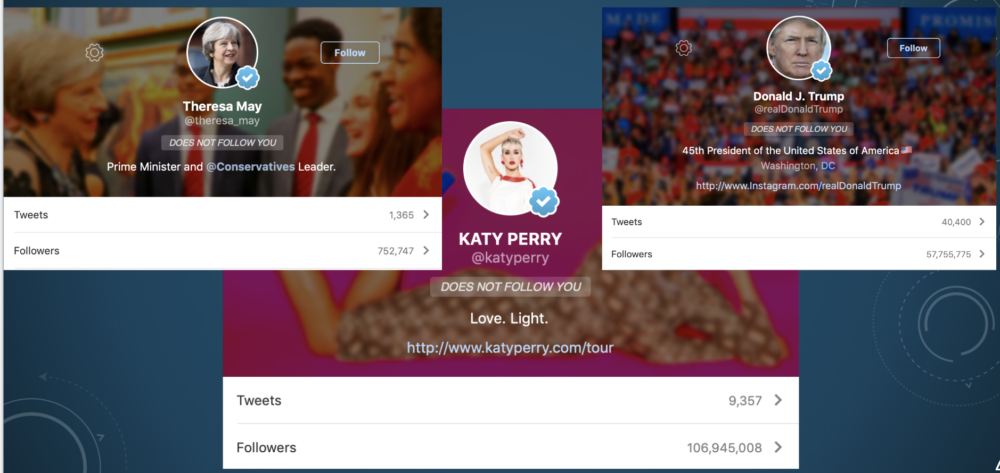 Follow
Theresa May
@theresa_may
DOES NOT FOLLOW YOU
Prime Minister and @Conservatives Leader.
Tweets 1,365
Followers 752,747
MADE
PROMIS
Follow
Donald J. Trump
@realDonaldTrump
DOES NOT FOLLOW YOU
45th President of the United States of America🇺🇸
Washington, DC
http://www.Instagram.com/realDonaldTrump
TRUMP
Tweets 40,400
Followers 57,755,775
KATY PERRY
@katyperry
DOES NOT FOLLOW YOU
Love. Light.
http://www.katyperry.com/tour
Tweets 9,357
Followers 106,945,008